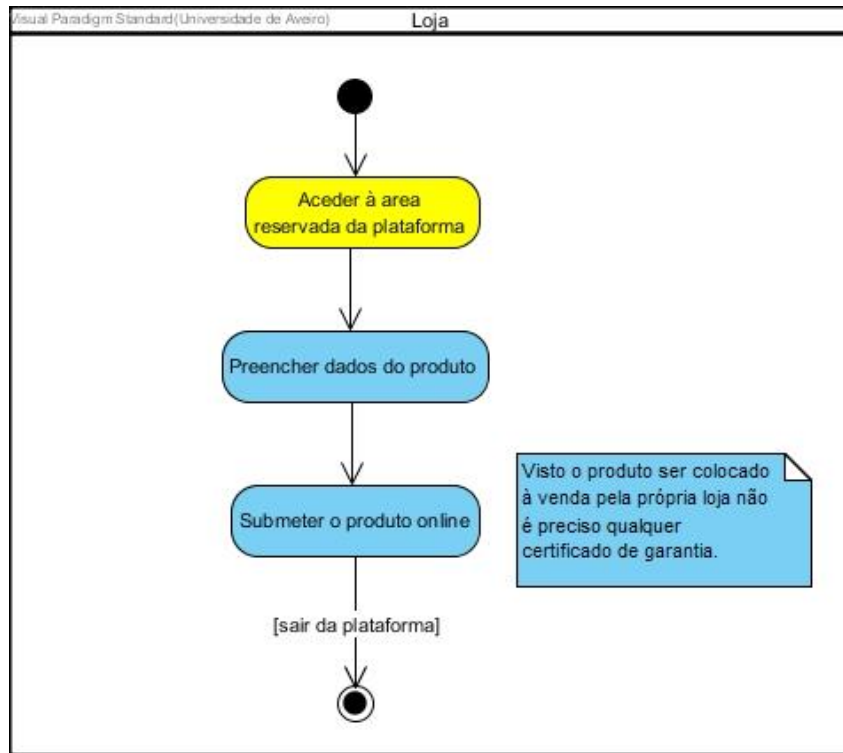 Visual Paradigm Standard(Universidade de Aveiro)
Loja
Aceder à area
reservada da plataforma
Preencher dados do produto
Submeter o produto online
Visto o produto ser colocado
à venda pela própria loja não
é preciso qualquer
certificado de garantia.
[sair da plataforma]